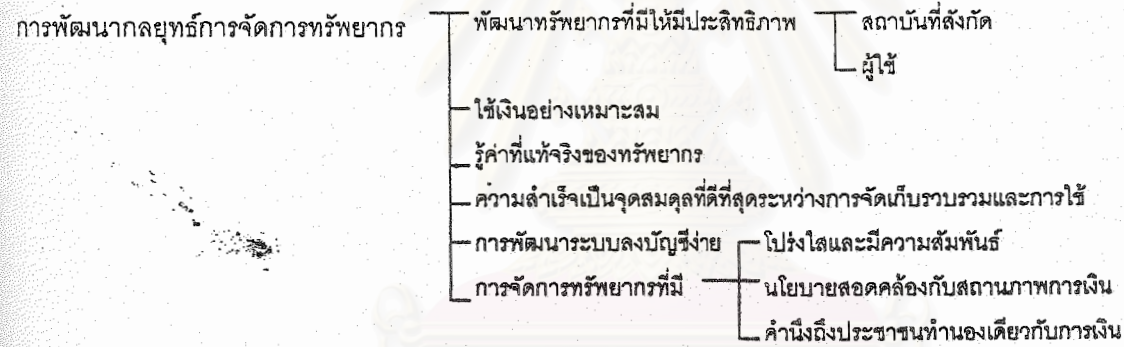 การพัฒนากลยุทธ์การจัดการทรัพยากร
พัฒนาทรัพยากรที่มีให้มีประสิทธิภาพ
สถาบันที่สังกัด
ผู้ใช้
ใช้เงินอย่างเหมาะสม
รู้ค่าที่แท้จริงของทรัพยากร
ความสำเร็จเป็นจุดสมดุลที่ดีที่สุดระหว่างการจัดเก็บรวบรวมและการใช้
การพัฒนาระบบลงบัญชีง่าย
โปร่งใสและมีความสัมพันธ์
การจัดการทรัพยากรที่มี
นโยบายสอดคล้องกับสถานภาพการเงิน
คำนึงถึงประชาชนทำนองเดียวกับการเงิน